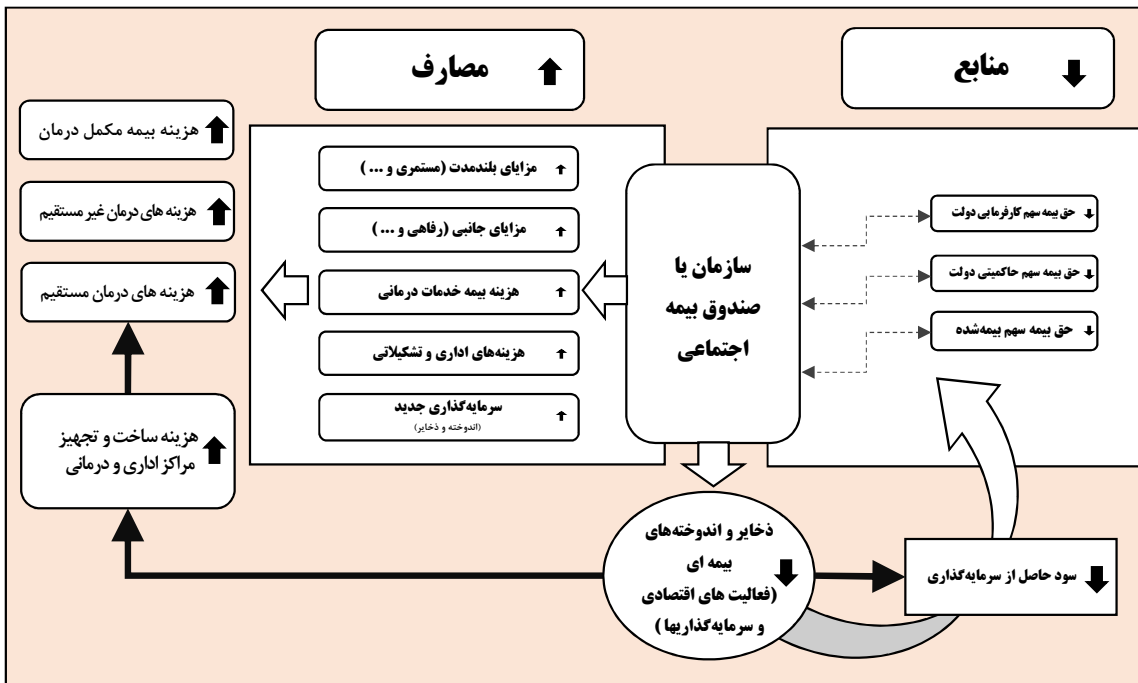 منابع
مصارف
حق بیمه سهم کارفرمایی دولت
حق بیمه سهم حاکمیتی دولت
حق بیمه سهم بیمه‌شده
سازمان یا
صندوق بیمه
اجتماعی
مزایای بلندمدت (مستمری و ... )
مزایای جانبی (رفاهی و ... )
هزینه بیمه خدمات درمانی
هزینه‌های اداری و تشکیلاتی
سرمایه‌گذاری جدید
(اندوخته و ذخایر)
هزینه بیمه مکمل درمان
هزینه های درمان غیر مستقیم
هزینه های درمان مستقیم
هزینه ساخت و تجهیز
مراکز اداری و درمانی
ذخایر و اندوخته‌های
بیمه ای
(فعالیت های اقتصادی
و سرمایه‌گذاریها )
سود حاصل از سرمایه‌گذاری